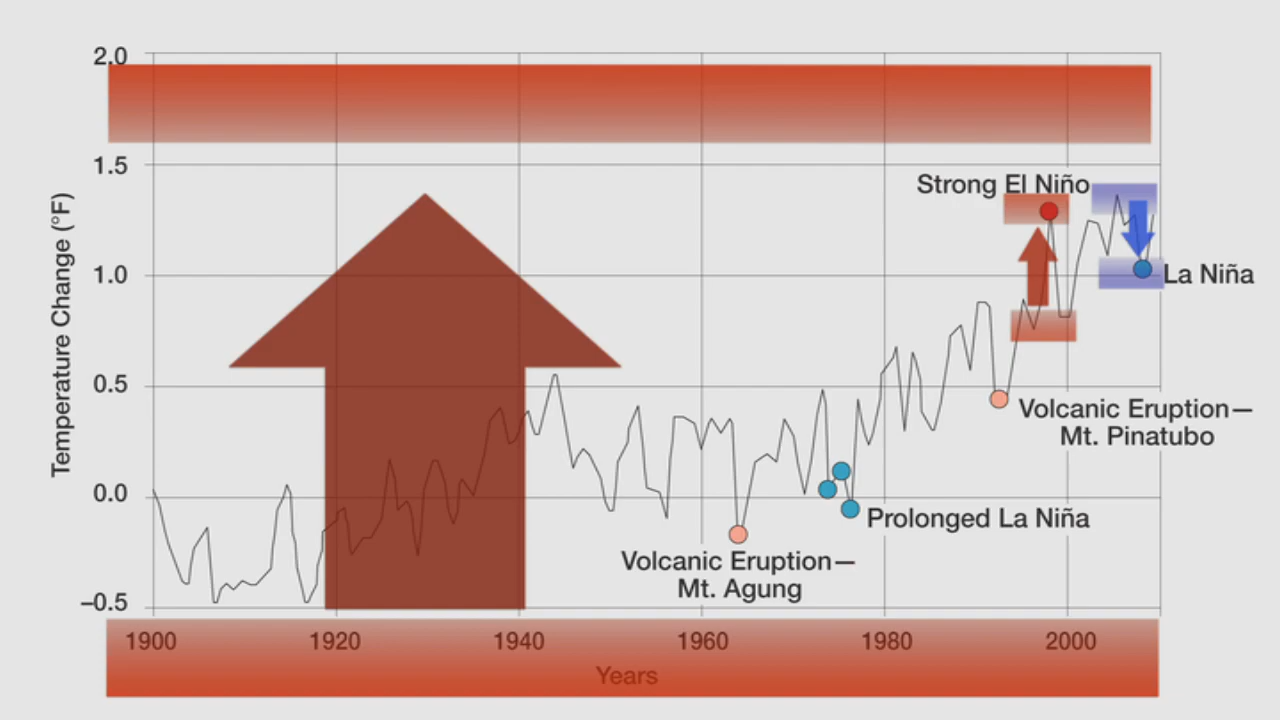 2.0
1.5
1.0
0.5
0.0
−0.5
Temperature Change (°F)
Strong El Niño
La Niña
Volcanic Eruption—
Mt. Pinatubo
Prolonged La Niña
Volcanic Eruption—
Mt. Agung
1900 1920 1940 1960 1980 2000
Years